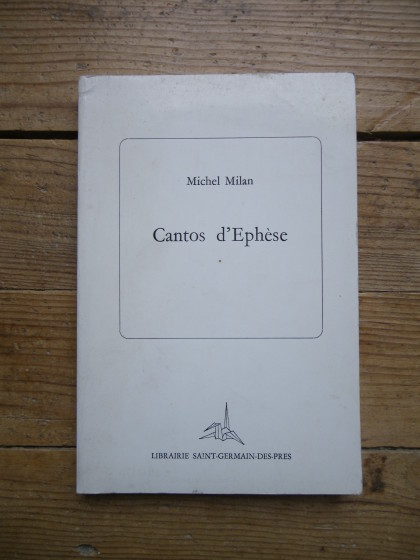 Michel Milan
Cantos d'Ephèse
LIBRAIRIE SAINT-GERMAIN-DES-PRES